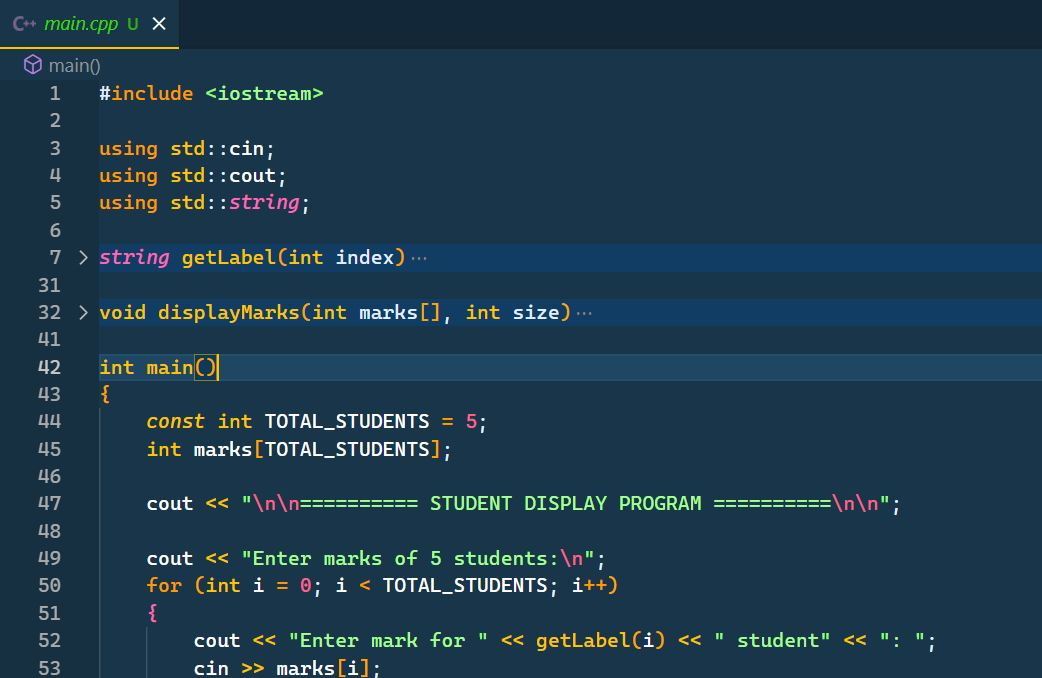 C++ main.cpp U ×
main()
1 #include <iostream>
2
3 using std::cin;
4 using std::cout;
5 using std::string;
6
7 > string getLabel(int index)···
31
32 > void displayMarks(int marks[], int size)···
41
42 int main()
43 {
44 const int TOTAL_STUDENTS = 5;
45 int marks[TOTAL_STUDENTS];
46
47 cout << "\n\n========== STUDENT DISPLAY PROGRAM ==========\n\n";
48
49 cout << "Enter marks of 5 students:\n";
50 for (int i = 0; i < TOTAL_STUDENTS; i++)
51 {
52 cout << "Enter mark for " << getLabel(i) << " student" << ": ";
53 cin >> marks[i];